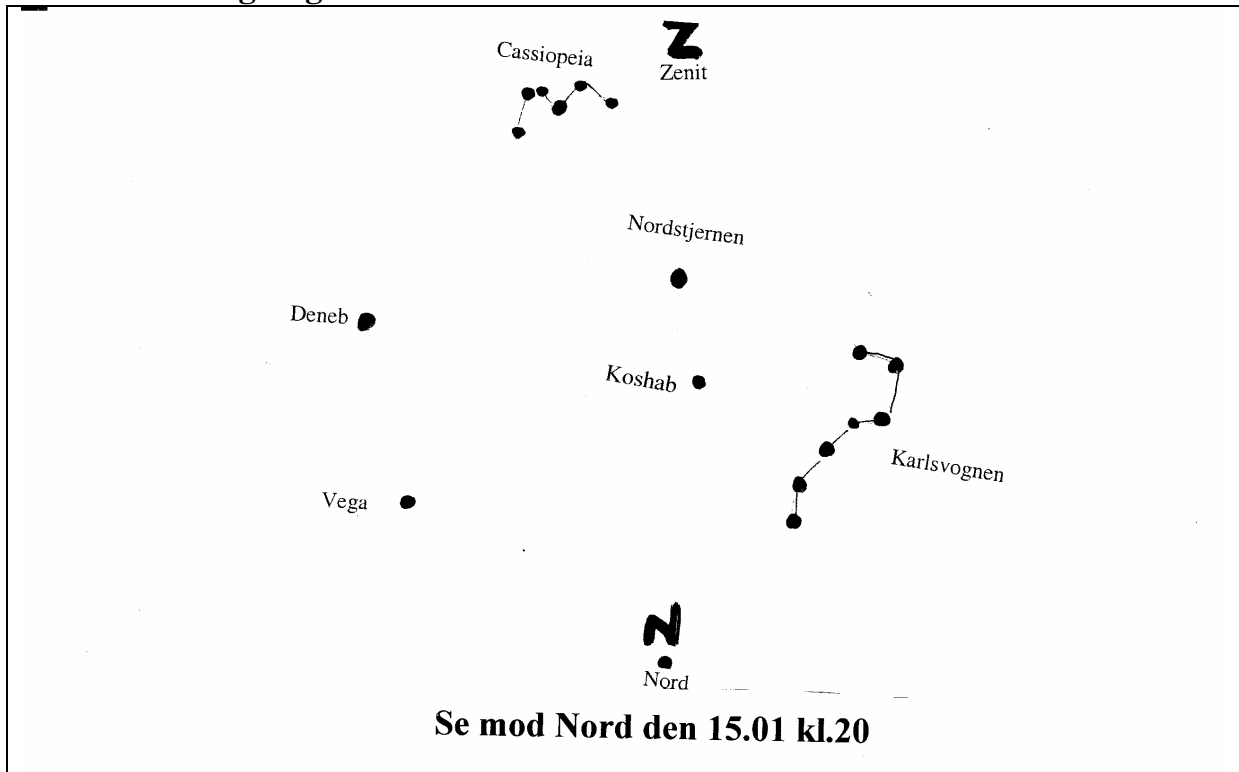 Z
Cassiopeia
Zenit
Nordstjernen
Deneb
Koshab
Karlsvognen
Vega
N
Nord
Se mod Nord den 15.01 kl.20